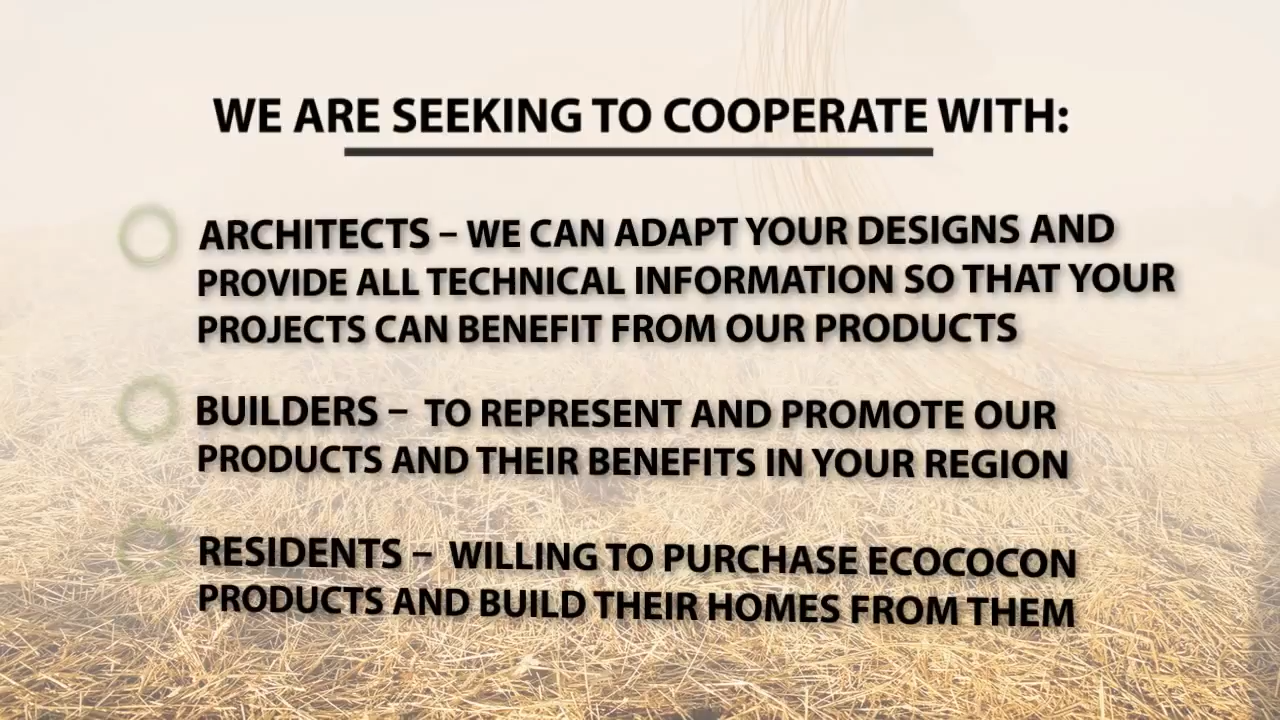 WE ARE SEEKING TO COOPERATE WITH:
ARCHITECTS – WE CAN ADAPT YOUR DESIGNS AND
PROVIDE ALL TECHNICAL INFORMATION SO THAT YOUR
PROJECTS CAN BENEFIT FROM OUR PRODUCTS
BUILDERS – TO REPRESENT AND PROMOTE OUR
PRODUCTS AND THEIR BENEFITS IN YOUR REGION
RESIDENTS – WILLING TO PURCHASE ECOCOCON
PRODUCTS AND BUILD THEIR HOMES FROM THEM